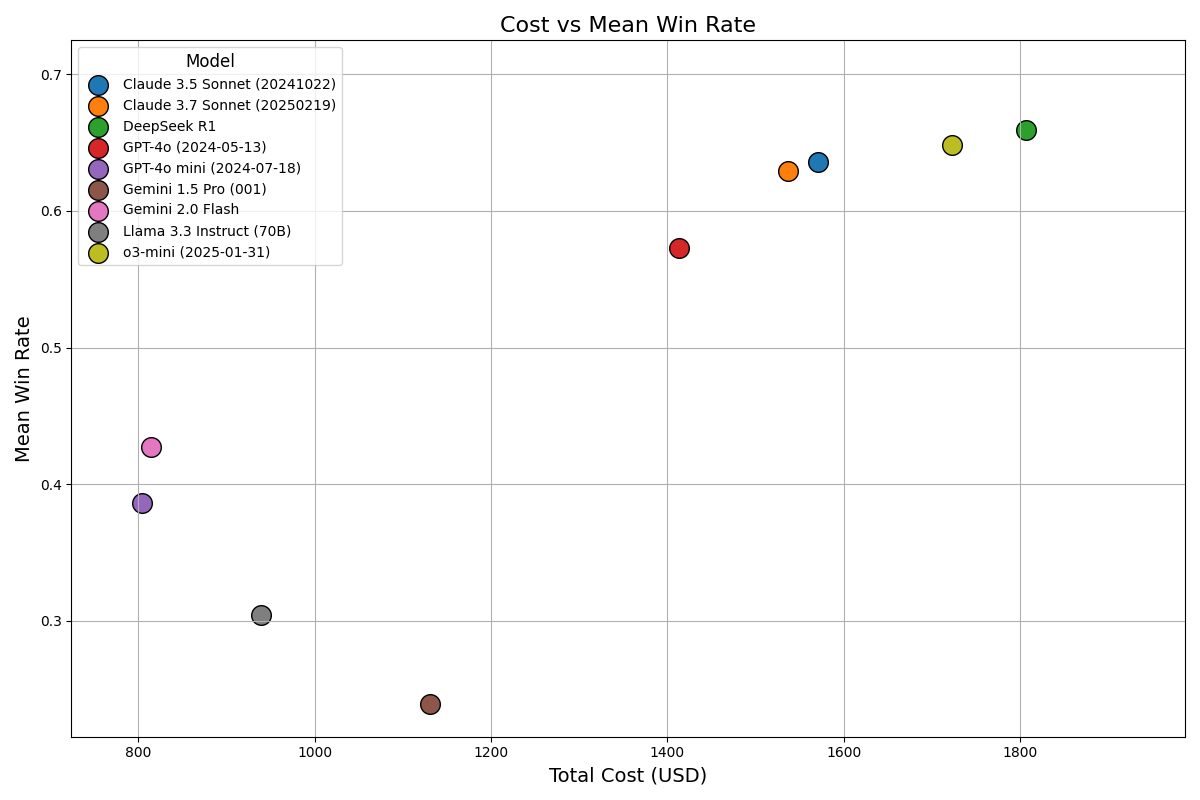 Cost vs Mean Win Rate
Model
Claude 3.5 Sonnet (20241022)
Claude 3.7 Sonnet (20250219)
DeepSeek R1
GPT-4o (2024-05-13)
GPT-4o mini (2024-07-18)
Gemini 1.5 Pro (001)
Gemini 2.0 Flash
Llama 3.3 Instruct (70B)
o3-mini (2025-01-31)
Mean Win Rate
0.7
0.6
0.5
0.4
0.3
800 1000 1200 1400 1600 1800
Total Cost (USD)